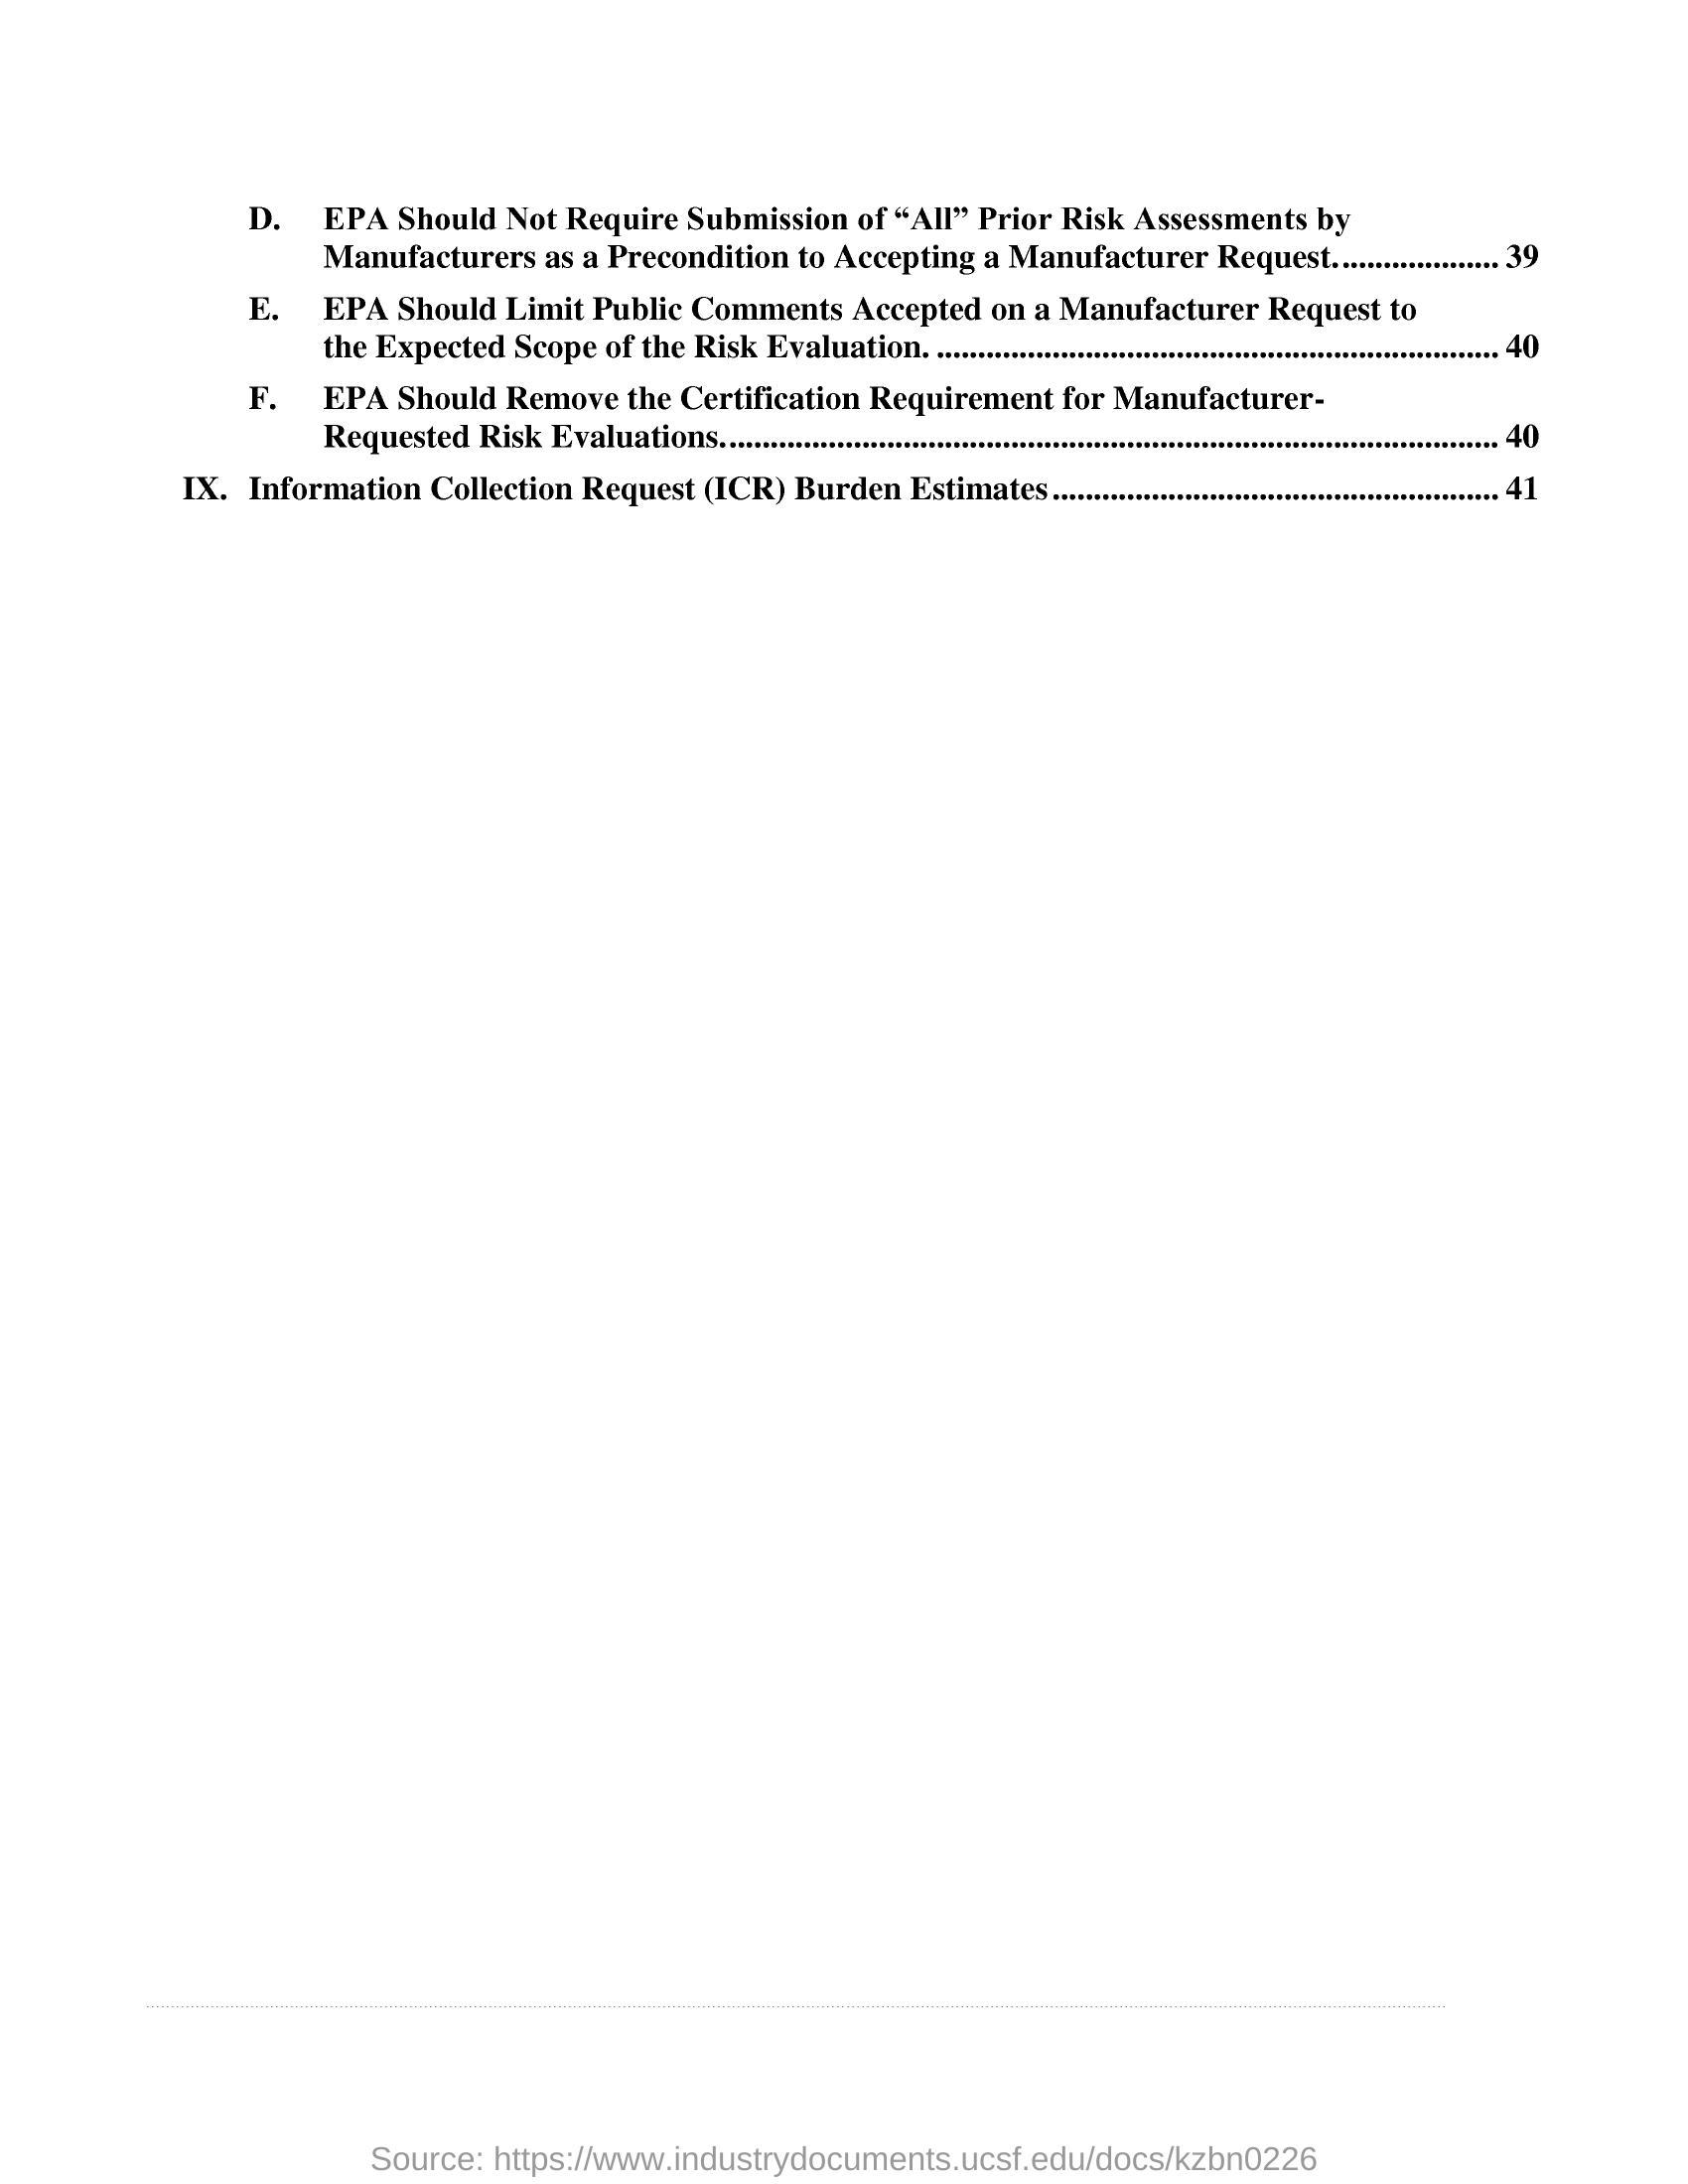 D. EPA Should Not Require Submission of “All” Prior Risk Assessments by
Manufacturers as a Precondition to Accepting a Manufacturer Request..................... 39
E. EPA Should Limit Public Comments Accepted on a Manufacturer Request to
the Expected Scope of the Risk Evaluation. .................................................................... 40
F. EPA Should Remove the Certification Requirement for Manufacturer-
Requested Risk Evaluations.............................................................................................. 40
IX. Information Collection Request (ICR) Burden Estimates...................................................... 41
Source: https://www.industrydocuments.ucsf.edu/docs/kzbn0226